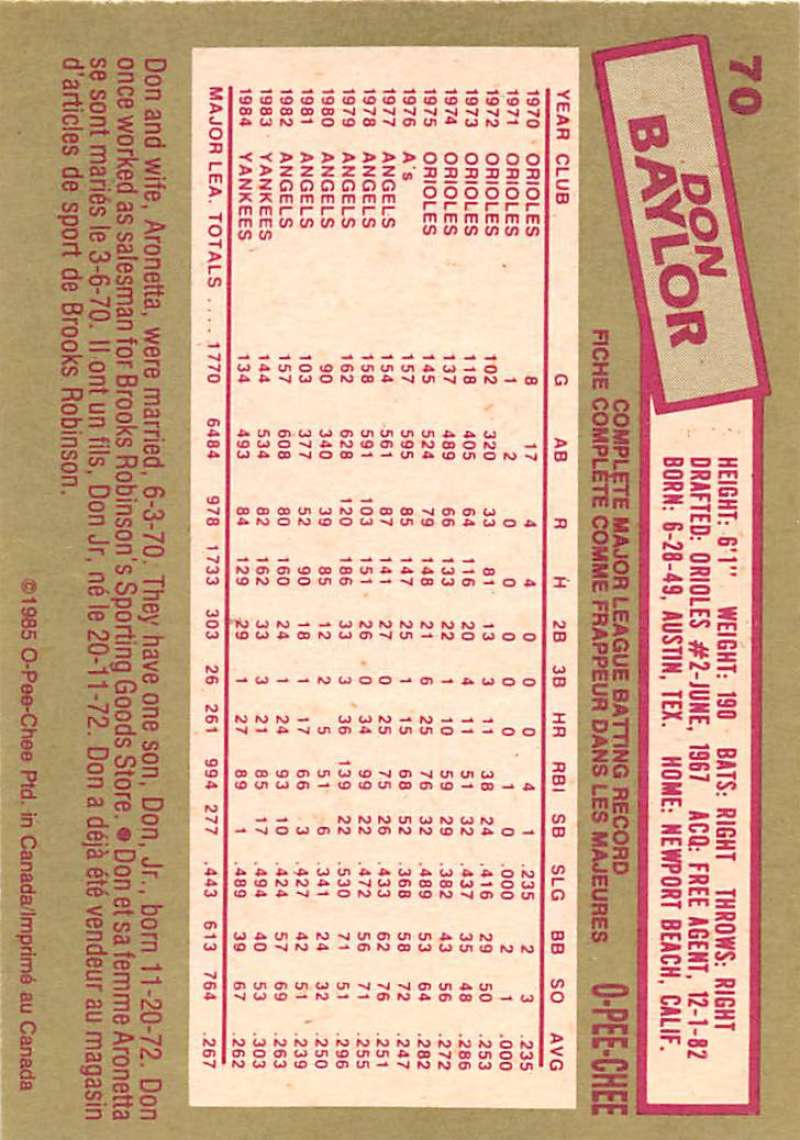 70
DON
BAYLOR
HEIGHT: 6'1" WEIGHT: 190 BATS: RIGHT THROWS: RIGHT
DRAFTED: ORIOLES #2-JUNE, 1967 ACQ: FREE AGENT, 12-1-82
BORN: 6-28-49, AUSTIN, TEX. HOME: NEWPORT BEACH, CALIF.
COMPLETE MAJOR LEAGUE BATTING RECORD
FICHE COMPLÈTE COMME FRAPPEUR DANS LES MAJEURES O-PEE-CHEE
YEAR CLUB G AB R H 2B 3B HR RBI SB SLG BB SO AVG
1970 ORIOLES 8 17 4 4 0 0 0 4 1 .235 2 3 .235
1971 ORIOLES 1 2 0 0 0 0 0 1 0 .000 2 1 .000
1972 ORIOLES 102 320 33 81 13 3 11 38 24 .416 29 50 .253
1973 ORIOLES 118 405 64 116 20 4 11 51 32 .437 35 48 .286
1974 ORIOLES 137 489 66 133 22 1 10 59 29 .382 43 56 .272
1975 ORIOLES 145 524 79 148 21 6 25 76 32 .489 53 64 .282
1976 A's 157 595 85 147 25 1 15 68 52 .368 58 72 .247
1977 ANGELS 154 561 87 141 27 0 25 75 26 .433 62 76 .251
1978 ANGELS 158 591 103 151 26 0 34 99 22 .472 56 71 .255
1979 ANGELS 162 628 120 186 33 3 36 139 22 .530 71 51 .296
1980 ANGELS 90 340 39 85 12 2 5 51 6 .341 24 32 .250
1981 ANGELS 103 377 52 90 18 1 17 66 3 .427 42 51 .239
1982 ANGELS 157 608 80 160 24 1 24 93 10 .424 57 69 .263
1983 YANKEES 144 534 82 162 33 3 21 85 17 .494 40 53 .303
1984 YANKEES 134 493 84 129 29 1 27 89 1 .489 39 67 .262
MAJOR LEA. TOTALS .... 1770 6484 978 1733 303 26 261 994 277 .443 613 764 .267
Don and wife, Aronetta, were married, 6-3-70. They have one son, Don, Jr., born 11-20-72. Don
once worked as salesman for Brooks Robinson's Sporting Goods Store. ● Don et sa femme Aronetta
se sont mariés le 3-6-70. Il ont un fils, Don Jr, né le 20-11-72. Don a déjà été vendeur au magasin
d'articles de sport de Brooks Robinson.
©1985 O-Pee-Chee Ptd. in Canada/Imprimé au Canada